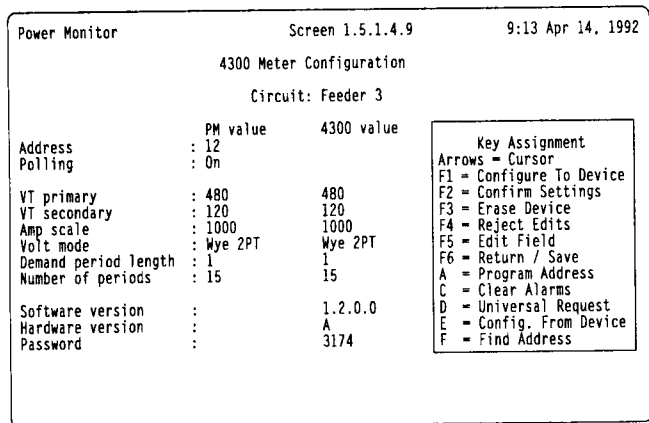 Power Monitor Screen 1.5.1.4.9 9:13 Apr 14, 1992
4300 Meter Configuration
Circuit: Feeder 3
PM value 4300 value
Address : 12
Polling : On
VT primary : 480 480
VT secondary : 120 120
Amp scale : 1000 1000
Volt mode : Wye 2PT Wye 2PT
Demand period length : 1 1
Number of periods : 15 15
Software version : 1.2.0.0
Hardware version : A
Password : 3174
Key Assignment
Arrows = Cursor
F1 = Configure To Device
F2 = Confirm Settings
F3 = Erase Device
F4 = Reject Edits
F5 = Edit Field
F6 = Return / Save
A = Program Address
C = Clear Alarms
D = Universal Request
E = Config. From Device
F = Find Address